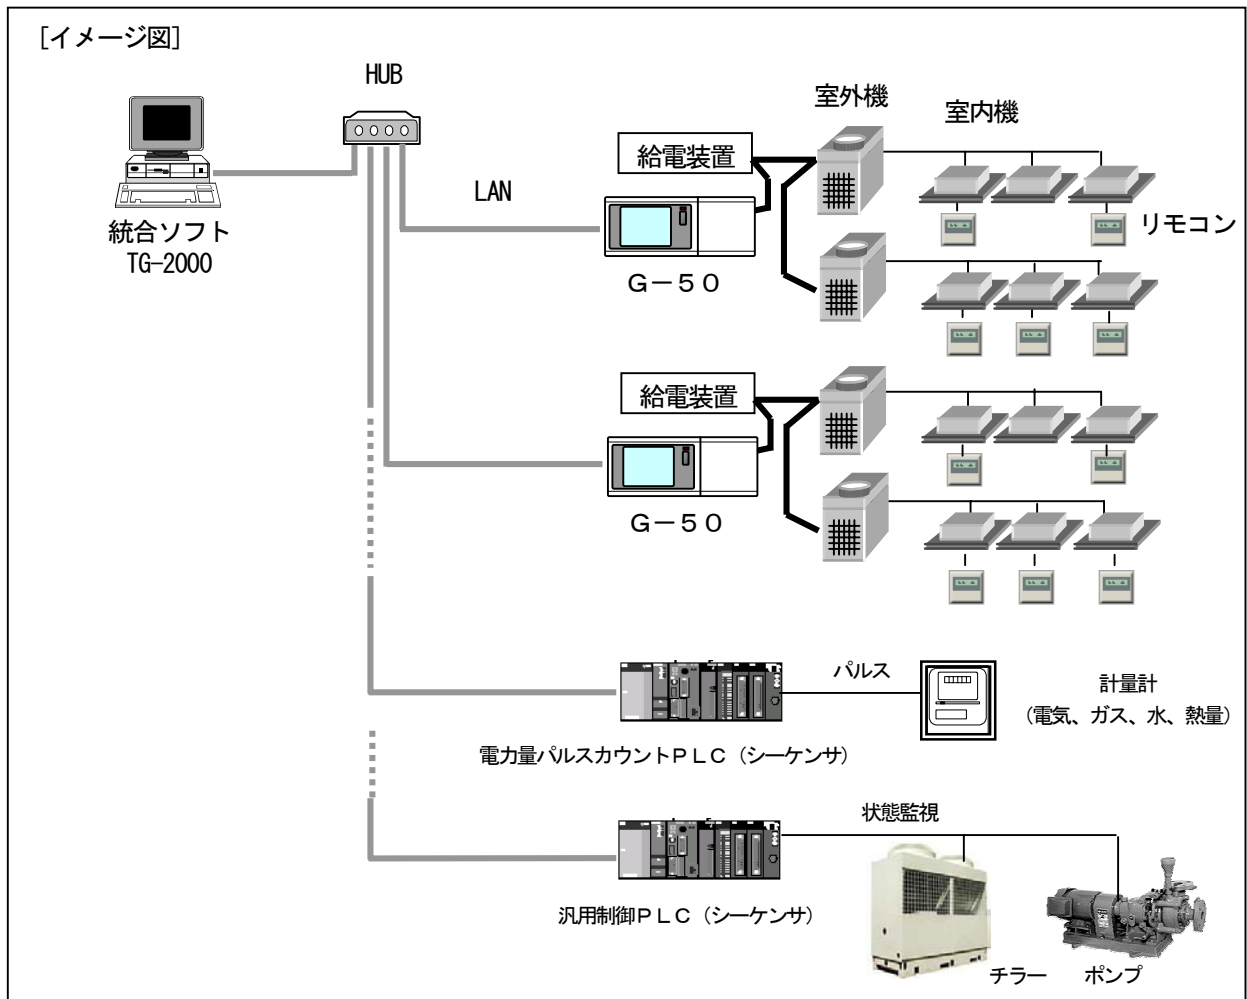 [イメージ図]
HUB
室外機
室内機
給電装置
LAN
リモコン
統合ソフト
TG-2000
G－50
給電装置
G－50
パルス
計量計
(電気、ガス、水、熱量)
電力量パルスカウントPLC (シーケンサ)
状態監視
汎用制御PLC (シーケンサ)
チラー
ポンプ